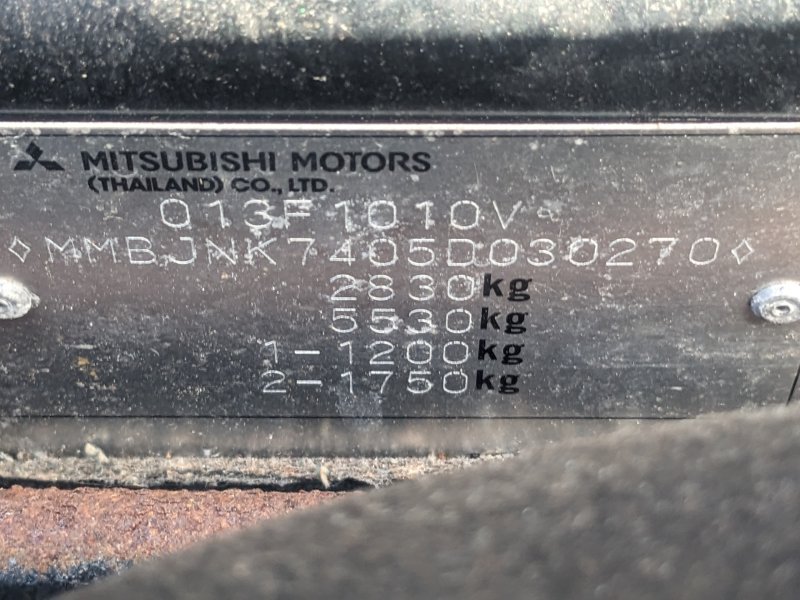 MITSUBISHI MOTORS
(THAILAND) CO., LTD.
013F1010V
◇MMBJNK7405D030270◇
2830kg
5530kg
1-1200kg
2-1750kg